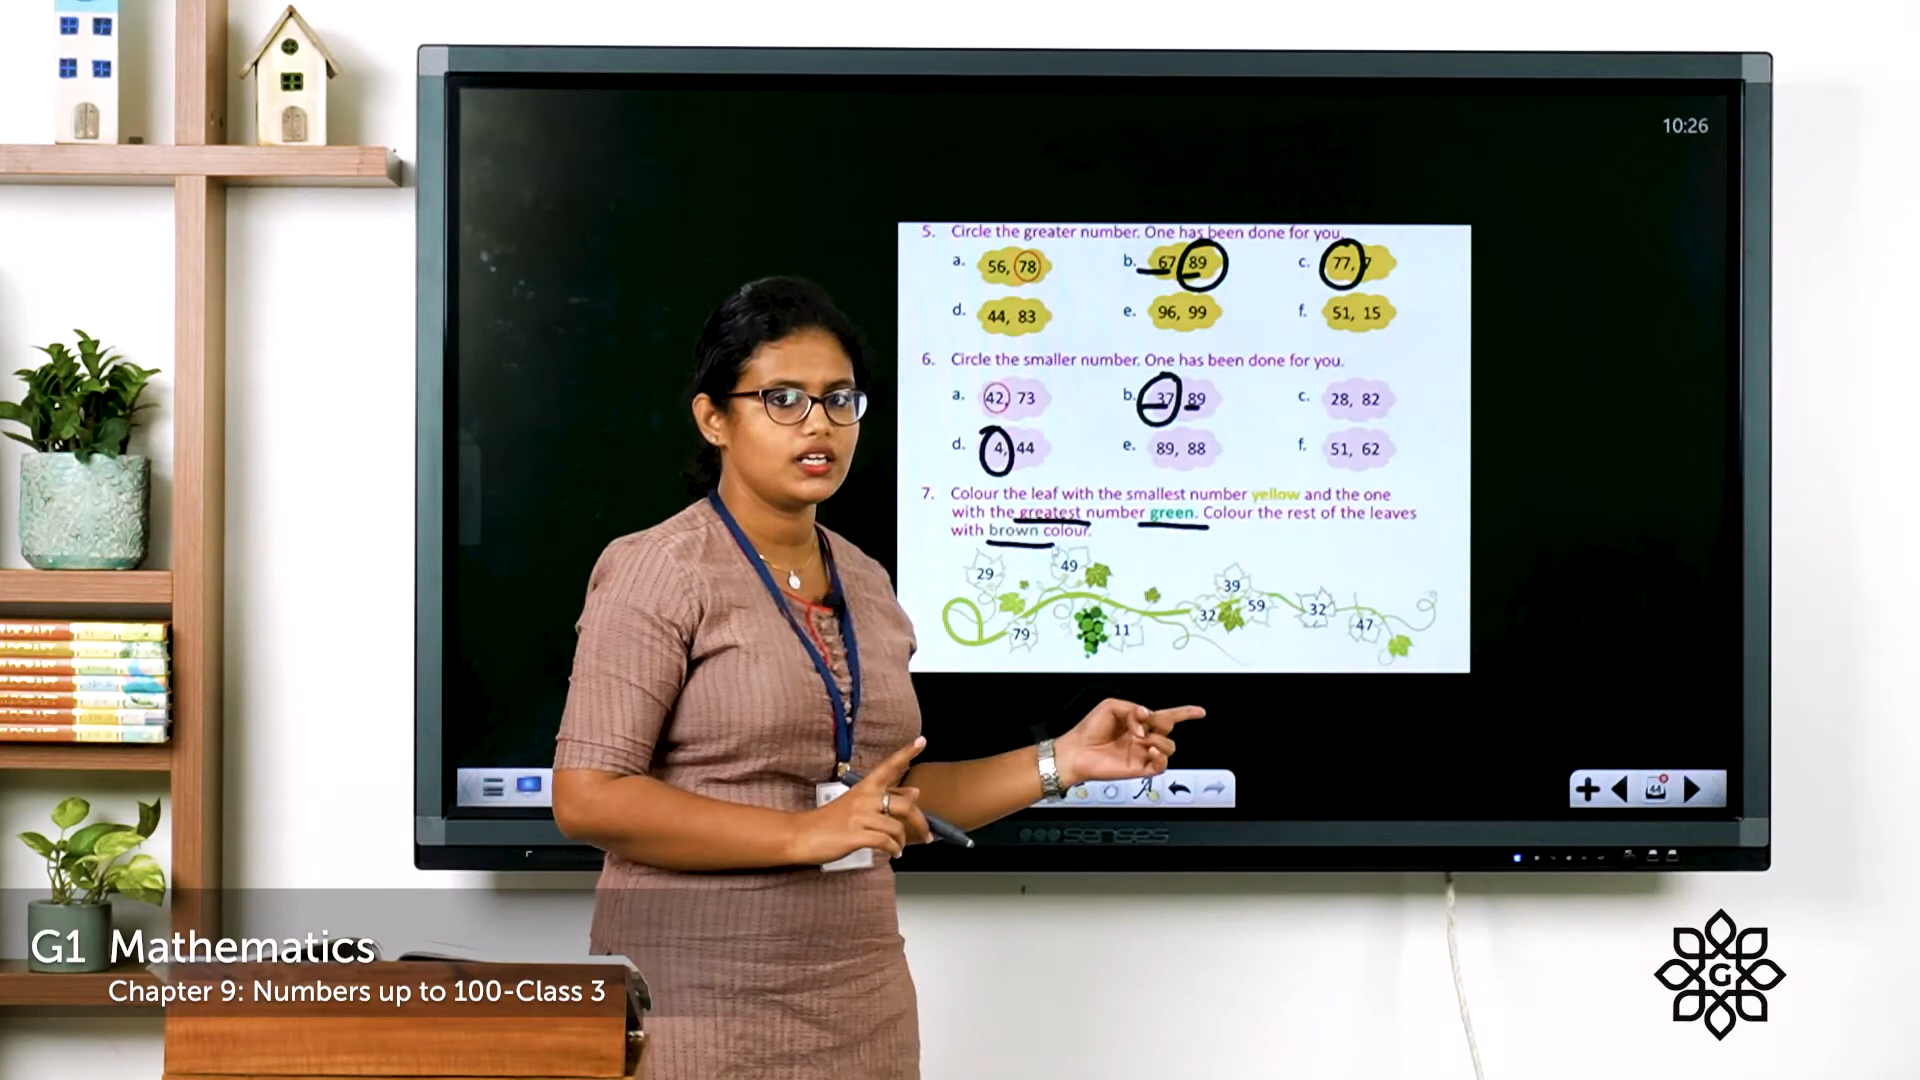 10:26
5. Circle the greater number. One has been done for you.
a. 56, 78 b. 67 89 c. 77, 7
d. 44, 83 e. 96, 99 f. 51, 15
6. Circle the smaller number. One has been done for you.
a. 42, 73 b. 37 89 c. 28, 82
d. 4, 44 e. 89, 88 f. 51, 62
7. Colour the leaf with the smallest number yellow and the one
with the greatest number green. Colour the rest of the leaves
with brown colour.
29 49 39
79 11 32 59 32 47
44
senses
G1 Mathematics
Chapter 9: Numbers up to 100-Class 3
G